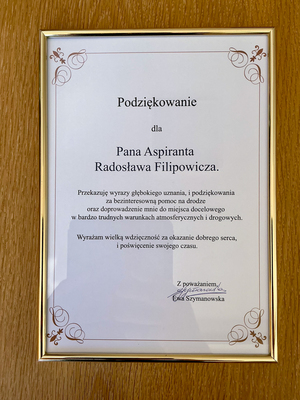 Podziękowanie
dla
Pana Aspiranta
Radosława Filipowicza.
Przekazuję wyrazy głębokiego uznania, i podziękowania
za bezinteresowną pomoc na drodze
oraz doprowadzenie mnie do miejsca docelowego
w bardzo trudnych warunkach atmosferycznych i drogowych.
Wyrażam wielką wdzięczność za okazanie dobrego serca,
i poświęcenie swojego czasu.
Z poważaniem,
Ewa Szymanowska